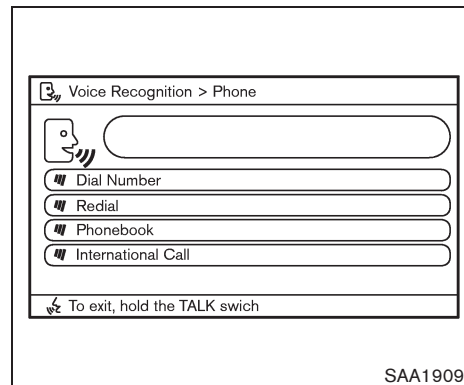 Voice Recognition > Phone
Dial Number
Redial
Phonebook
International Call
To exit, hold the TALK swich
SAA1909